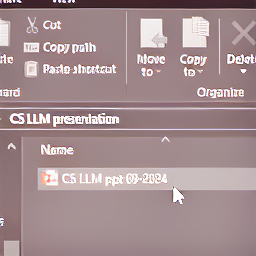 Cut
Copy path
Paste shortcut
Move to
Copy to
Delet
Organize
CS LLM presentation
Name
CS LLM ppt 09-2024